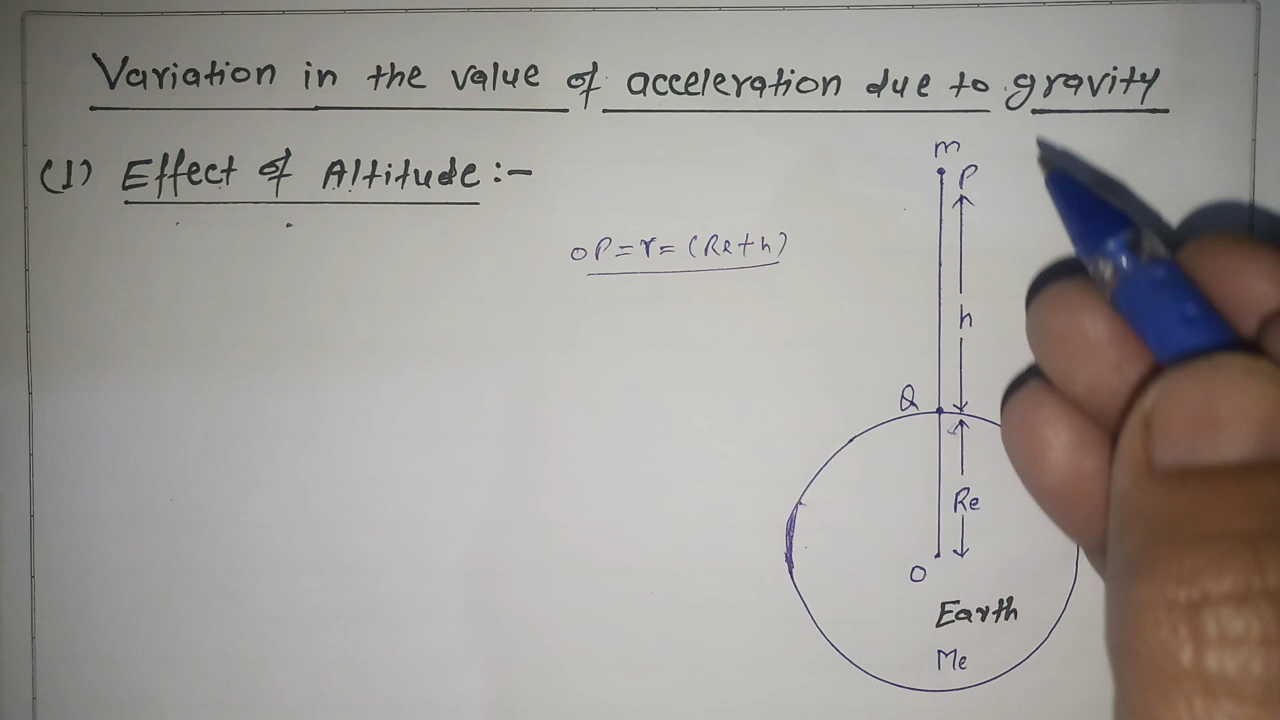 Variation in the value of acceleration due to gravity
(1) Effect of Altitude :-
m
P
OP = r = (Re + h)
h
Q
Re
O
Earth
Me